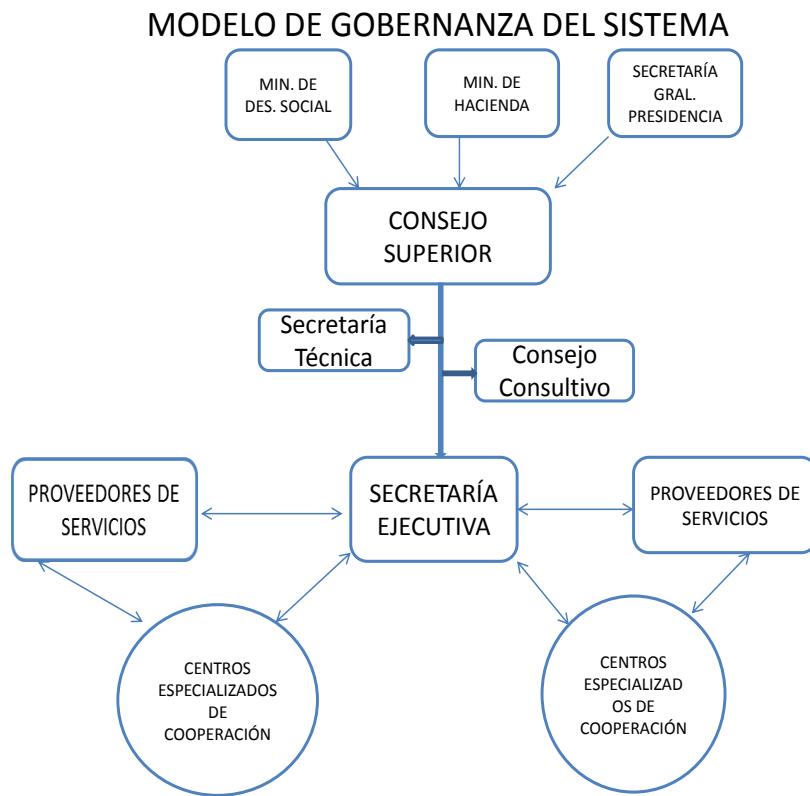 MODELO DE GOBERNANZA DEL SISTEMA
MIN. DE
DES. SOCIAL
MIN. DE
HACIENDA
SECRETARÍA
GRAL.
PRESIDENCIA
CONSEJO
SUPERIOR
Secretaría
Técnica
Consejo
Consultivo
PROVEEDORES DE
SERVICIOS
SECRETARÍA
EJECUTIVA
PROVEEDORES DE
SERVICIOS
CENTROS
ESPECIALIZADOS
DE
COOPERACIÓN
CENTROS
ESPECIALIZAD
OS DE
COOPERACIÓN